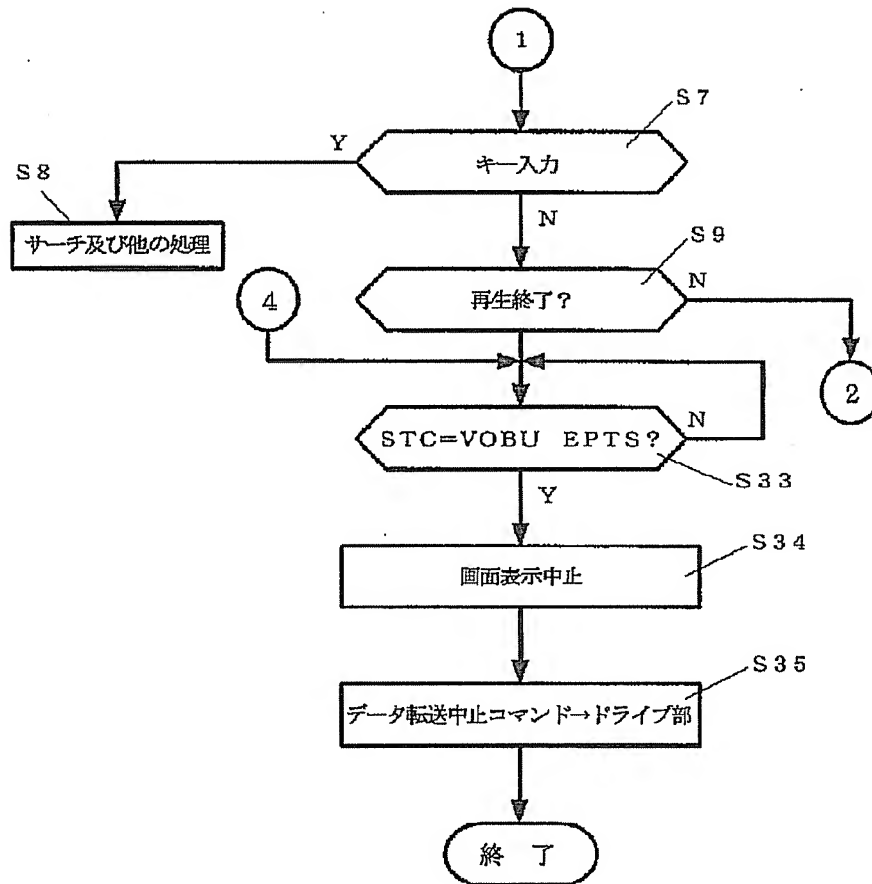 1
S7
Y
キー入力
S8
N
サーチ及び他の処理
S9
4
再生終了?
N
2
STC=VOBU EPTS?
N
S33
Y
S34
画面表示中止
S35
データ転送中止コマンド→ドライブ部
終 了